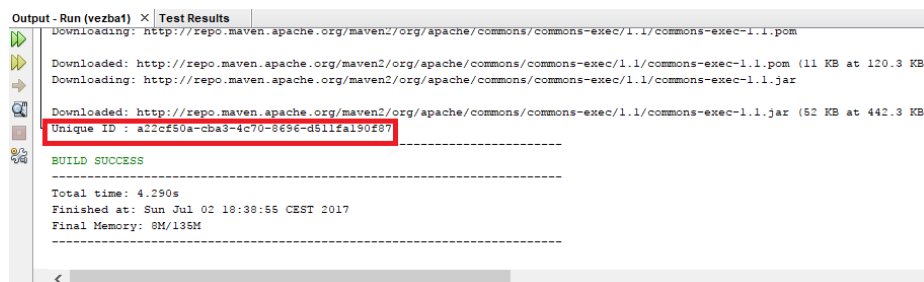 Output - Run (vezba1) × Test Results
Downloading: http://repo.maven.apache.org/maven2/org/apache/commons/commons-exec/1.1/commons-exec-1.1.pom
Downloaded: http://repo.maven.apache.org/maven2/org/apache/commons/commons-exec/1.1/commons-exec-1.1.pom (11 KB at 120.3 KB
Downloading: http://repo.maven.apache.org/maven2/org/apache/commons/commons-exec/1.1/commons-exec-1.1.jar
Downloaded: http://repo.maven.apache.org/maven2/org/apache/commons/commons-exec/1.1/commons-exec-1.1.jar (52 KB at 442.3 KB
Unique ID : a22cf50a-cba3-4c70-8696-d511fa190f87
------------------------------------------------------------------------
BUILD SUCCESS
------------------------------------------------------------------------
Total time: 4.290s
Finished at: Sun Jul 02 18:38:55 CEST 2017
Final Memory: 8M/135M
------------------------------------------------------------------------